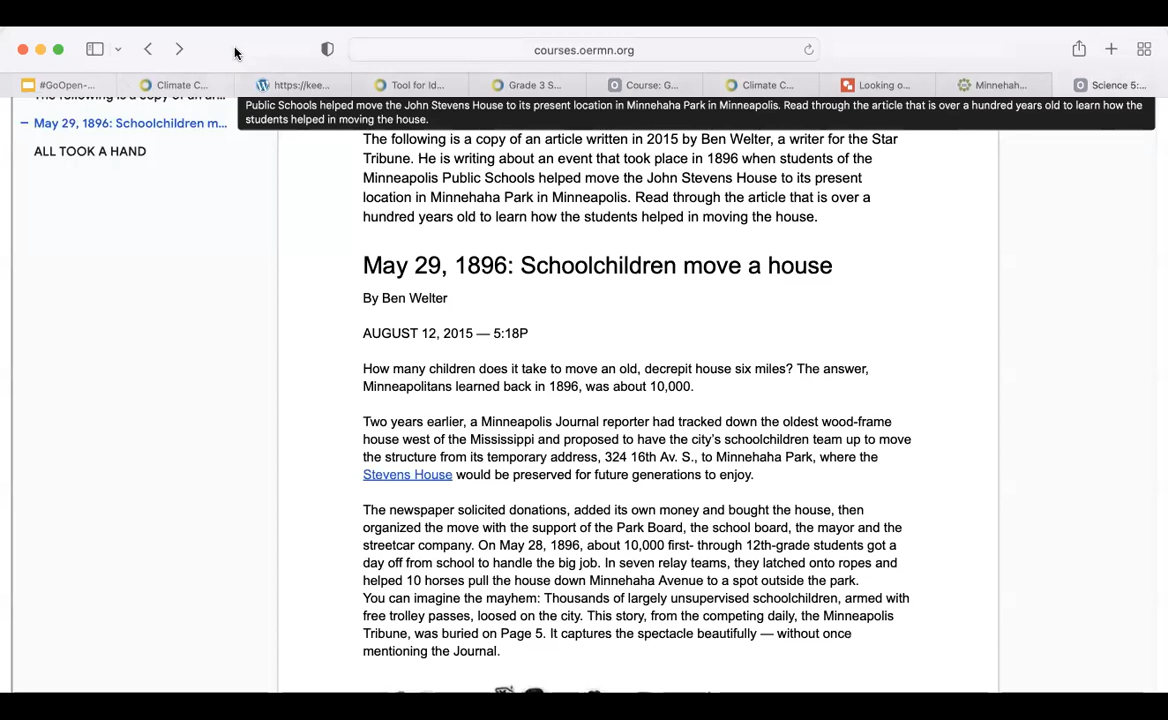 courses.oermn.org
#GoOpen-...
Climate C...
https://kee...
Tool for Id...
Grade 3 S...
Course: G...
Climate C...
Looking o...
Minnehah...
Science 5:...
The following is a copy of an ar...
May 29, 1896: Schoolchildren m...
ALL TOOK A HAND
Public Schools helped move the John Stevens House to its present location in Minnehaha Park in Minneapolis. Read through the article that is over a hundred years old to learn how the
students helped in moving the house.
The following is a copy of an article written in 2015 by Ben Welter, a writer for the Star
Tribune. He is writing about an event that took place in 1896 when students of the
Minneapolis Public Schools helped move the John Stevens House to its present
location in Minnehaha Park in Minneapolis. Read through the article that is over a
hundred years old to learn how the students helped in moving the house.
May 29, 1896: Schoolchildren move a house
By Ben Welter
AUGUST 12, 2015 — 5:18P
How many children does it take to move an old, decrepit house six miles? The answer,
Minneapolitans learned back in 1896, was about 10,000.
Two years earlier, a Minneapolis Journal reporter had tracked down the oldest wood-frame
house west of the Mississippi and proposed to have the city's schoolchildren team up to move
the structure from its temporary address, 324 16th Av. S., to Minnehaha Park, where the
Stevens House would be preserved for future generations to enjoy.
The newspaper solicited donations, added its own money and bought the house, then
organized the move with the support of the Park Board, the school board, the mayor and the
streetcar company. On May 28, 1896, about 10,000 first- through 12th-grade students got a
day off from school to handle the big job. In seven relay teams, they latched onto ropes and
helped 10 horses pull the house down Minnehaha Avenue to a spot outside the park.
You can imagine the mayhem: Thousands of largely unsupervised schoolchildren, armed with
free trolley passes, loosed on the city. This story, from the competing daily, the Minneapolis
Tribune, was buried on Page 5. It captures the spectacle beautifully — without once
mentioning the Journal.